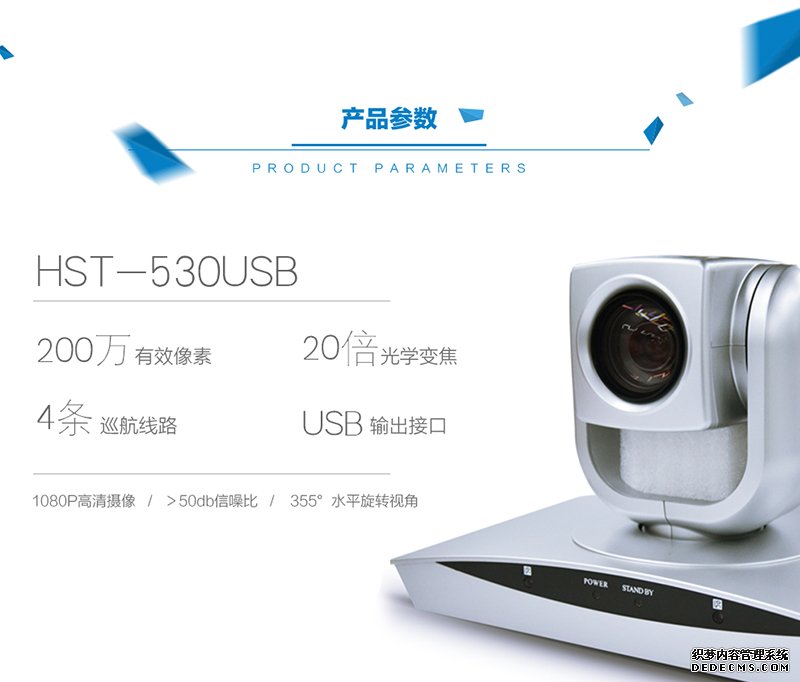 产品参数
PRODUCT PARAMETERS
HST-530USB
200万 有效像素
20倍 光学变焦
4条 巡航线路
USB 输出接口
1080P高清摄像 / >50db信噪比 / 355° 水平旋转视角
POWER
STAND BY
织梦内容管理系统
DEDECMS.COM